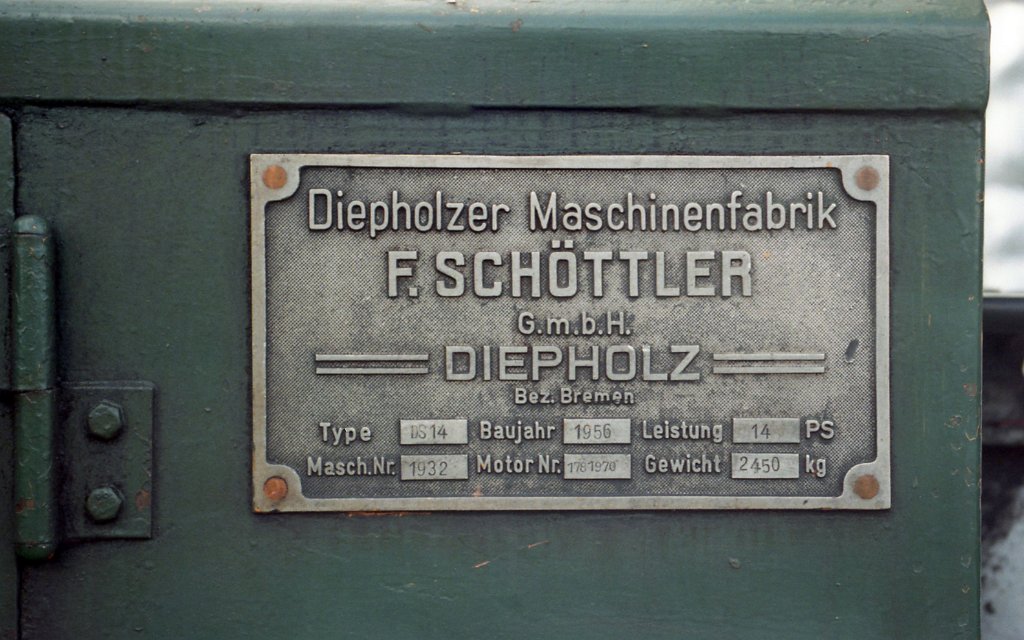 Diepholzer Maschinenfabrik
F. SCHÖTTLER
G.m.b.H.
DIEPHOLZ
Bez. Bremen
Type DS14 Baujahr 1956 Leistung 14 PS
Masch.Nr. 1932 Motor Nr. 1781970 Gewicht 2450 kg